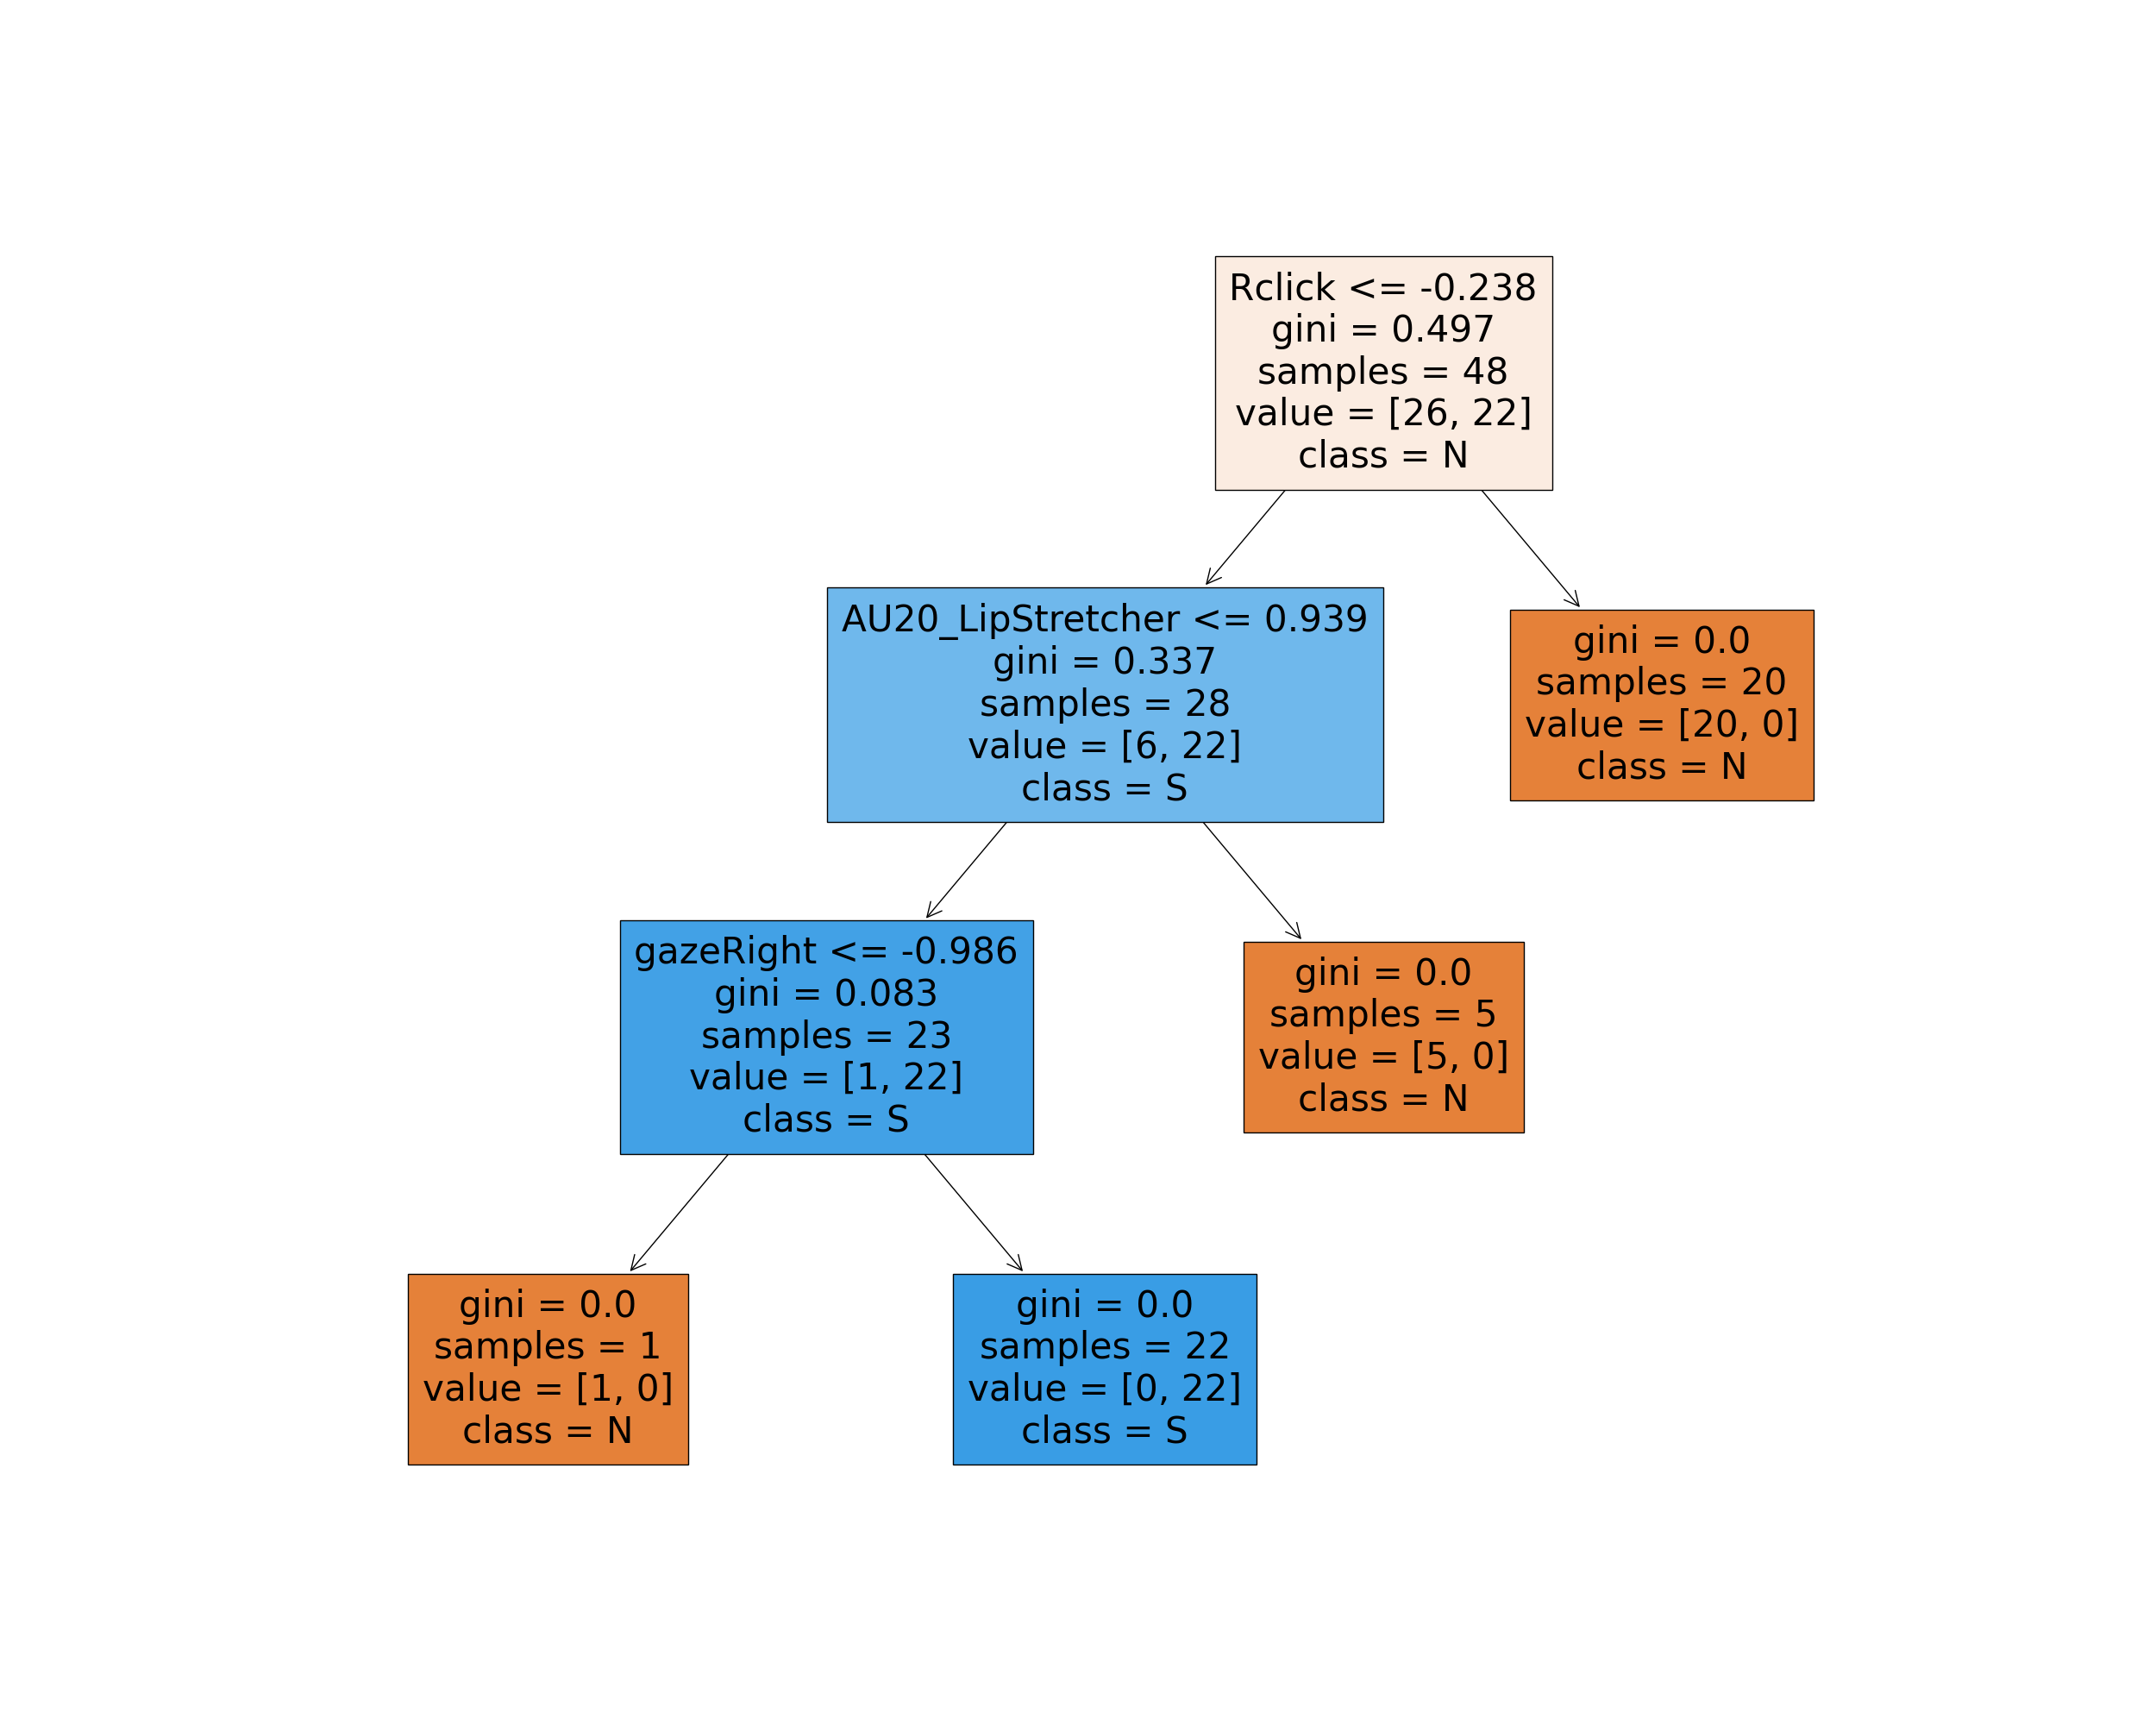 Rclick <= -0.238
gini = 0.497
samples = 48
value = [26, 22]
class = N
AU20_LipStretcher <= 0.939
gini = 0.337
samples = 28
value = [6, 22]
class = S
gini = 0.0
samples = 20
value = [20, 0]
class = N
gazeRight <= -0.986
gini = 0.083
samples = 23
value = [1, 22]
class = S
gini = 0.0
samples = 5
value = [5, 0]
class = N
gini = 0.0
samples = 1
value = [1, 0]
class = N
gini = 0.0
samples = 22
value = [0, 22]
class = S